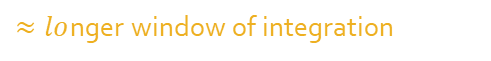 ≈ longer window of integration